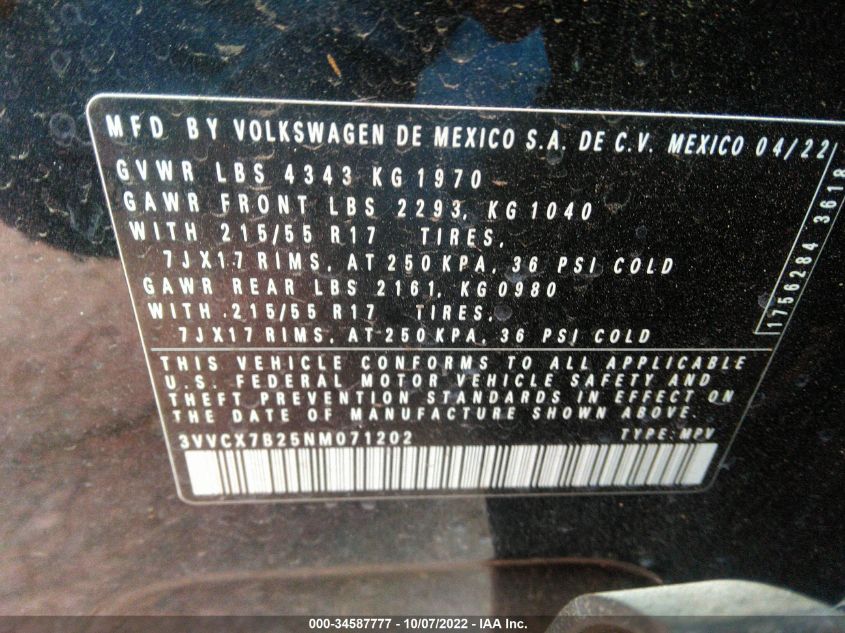 MFD BY VOLKSWAGEN DE MEXICO S.A. DE C.V. MEXICO 04/22
GVWR LBS 4343 KG 1970
GAWR FRONT LBS 2293, KG 1040
WITH 215/55 R17 TIRES,
7JX17 RIMS, AT 250 KPA, 36 PSI COLD
GAWR REAR LBS 2161, KG 0980
WITH 215/55 R17 TIRES,
7JX17 RIMS, AT 250 KPA, 36 PSI COLD
1756284 3618
THIS VEHICLE CONFORMS TO ALL APPLICABLE
U.S. FEDERAL MOTOR VEHICLE SAFETY AND
THEFT PREVENTION STANDARDS IN EFFECT ON
THE DATE OF MANUFACTURE SHOWN ABOVE.
3VVCX7B25NM071202 TYPE: MPV
000-34587777 - 10/07/2022 - IAA Inc.